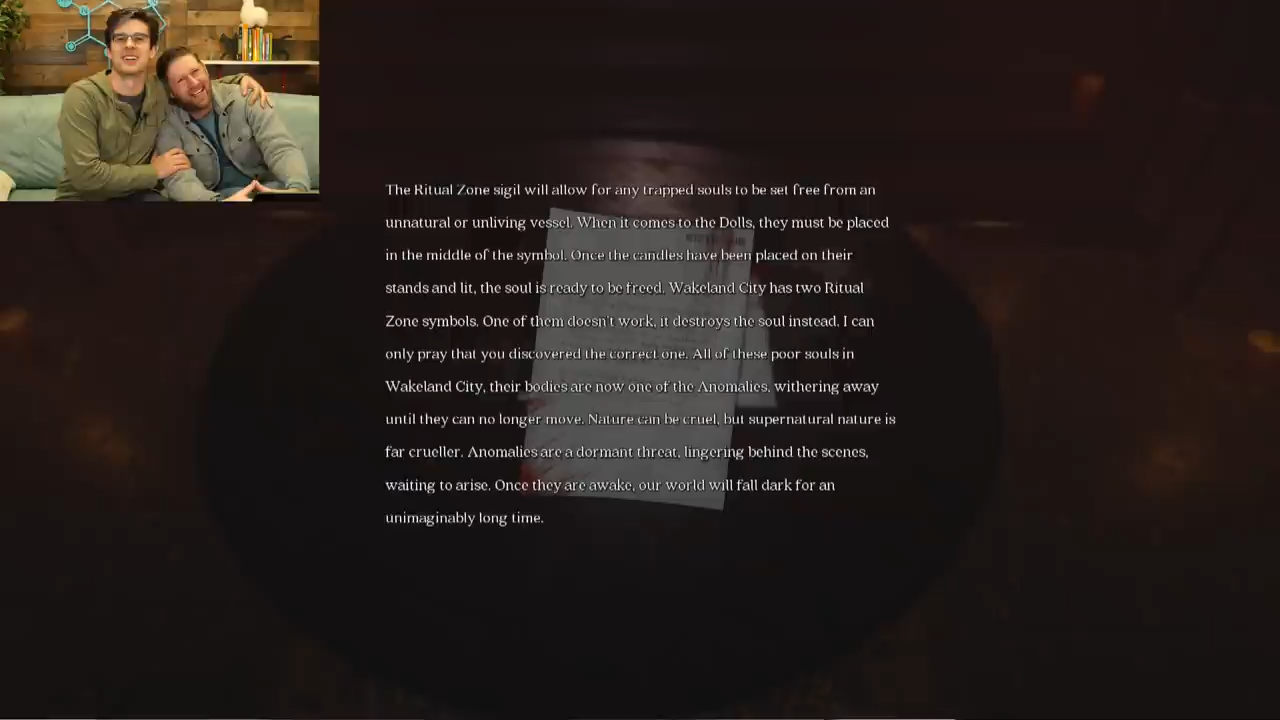 The Ritual Zone sigil will allow for any trapped souls to be set free from an
unnatural or unliving vessel. When it comes to the Dolls, they must be placed
in the middle of the symbol. Once the candles have been placed on their
stands and lit, the soul is ready to be freed. Wakeland City has two Ritual
Zone symbols. One of them doesn't work, it destroys the soul instead. I can
only pray that you discovered the correct one. All of these poor souls in
Wakeland City, their bodies are now one of the Anomalies, withering away
until they can no longer move. Nature can be cruel, but supernatural nature is
far crueller. Anomalies are a dormant threat, lingering behind the scenes,
waiting to arise. Once they are awake, our world will fall dark for an
unimaginably long time.